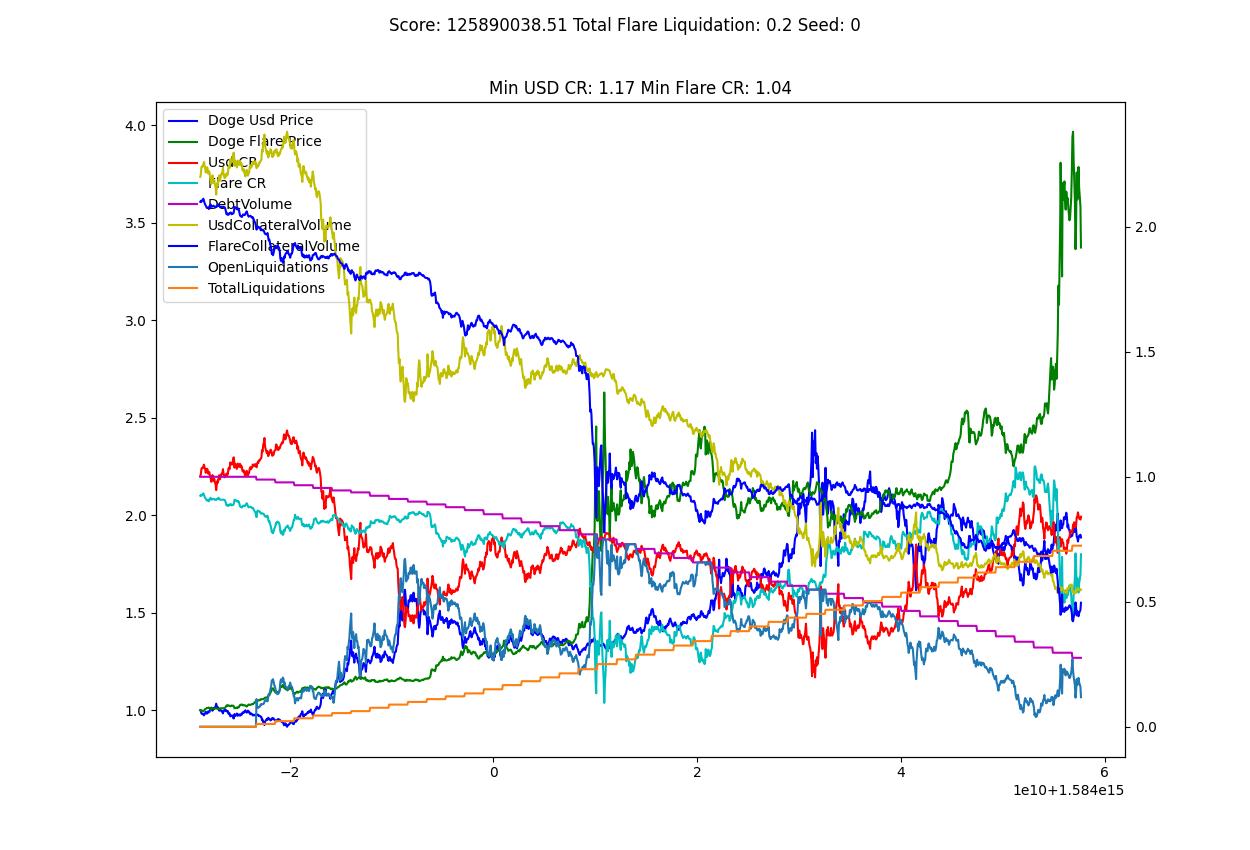 Score: 125890038.51 Total Flare Liquidation: 0.2 Seed: 0
Min USD CR: 1.17 Min Flare CR: 1.04
Doge Usd Price
Doge Flare Price
Usd CR
Flare CR
DebtVolume
UsdCollateralVolume
FlareCollateralVolume
OpenLiquidations
TotalLiquidations
4.0
3.5
3.0
2.5
2.0
1.5
1.0
2.0
1.5
1.0
0.5
0.0
−2 0 2 4 6
1e10+1.584e15